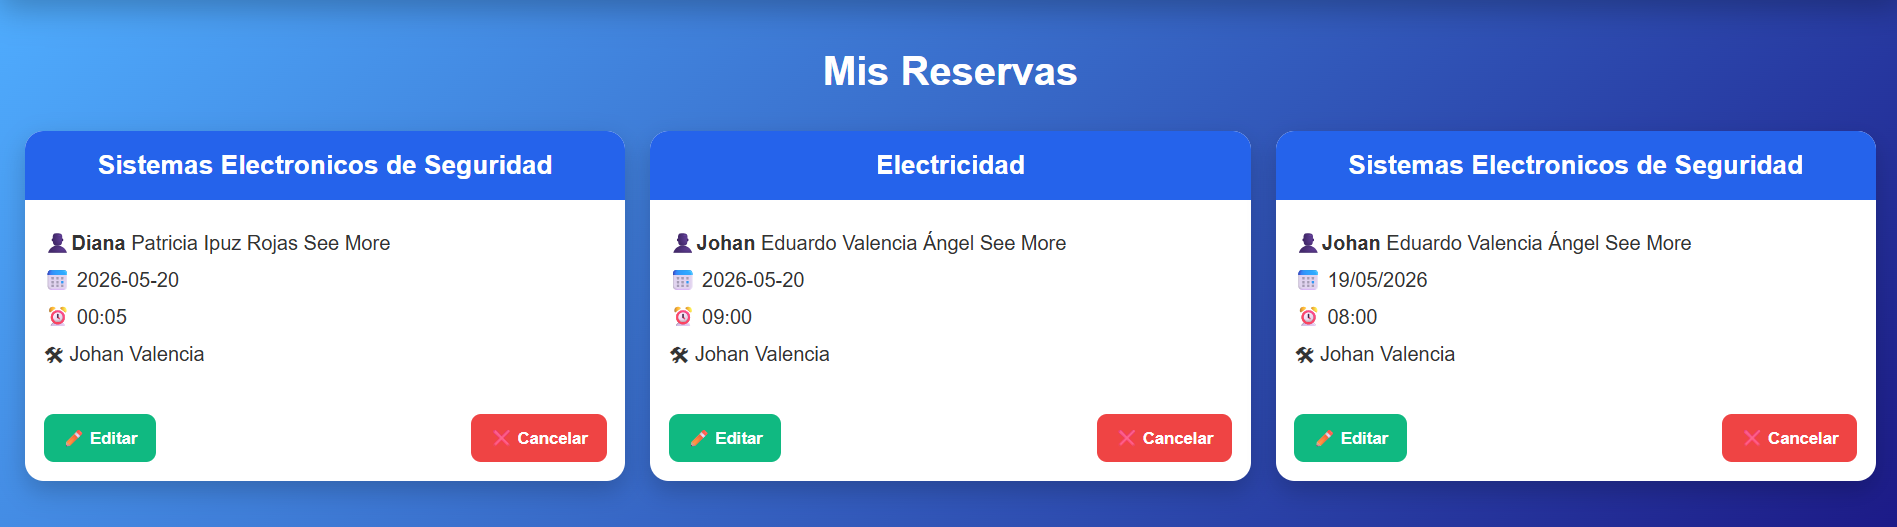 Mis Reservas
Sistemas Electronicos de Seguridad
Diana Patricia Ipuz Rojas See More
2026-05-20
00:05
Johan Valencia
Editar
Cancelar
Electricidad
Johan Eduardo Valencia Ángel See More
2026-05-20
09:00
Johan Valencia
Editar
Cancelar
Sistemas Electronicos de Seguridad
Johan Eduardo Valencia Ángel See More
19/05/2026
08:00
Johan Valencia
Editar
Cancelar